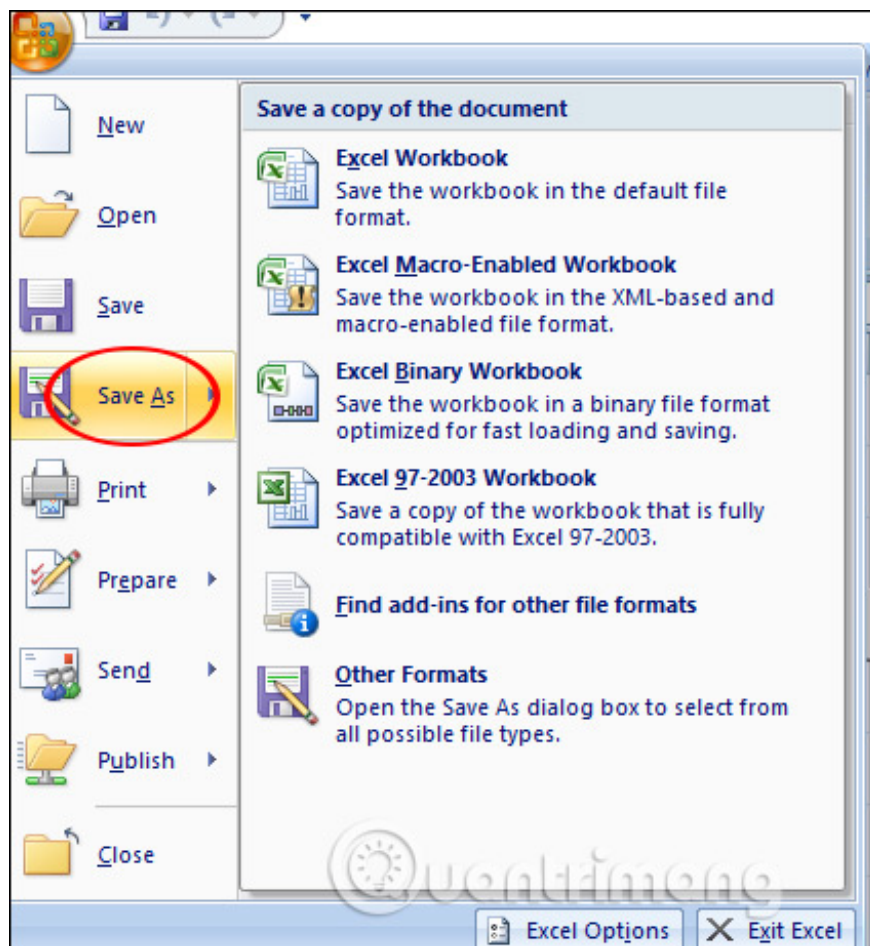 New
Open
Save
Save As
Print
Prepare
Send
Publish
Close
Save a copy of the document
Excel Workbook
Save the workbook in the default file
format.
Excel Macro-Enabled Workbook
Save the workbook in the XML-based and
macro-enabled file format.
Excel Binary Workbook
Save the workbook in a binary file format
optimized for fast loading and saving.
Excel 97-2003 Workbook
Save a copy of the workbook that is fully
compatible with Excel 97-2003.
Find add-ins for other file formats
Other Formats
Open the Save As dialog box to select from
all possible file types.
Quantrimang
Excel Options
Exit Excel